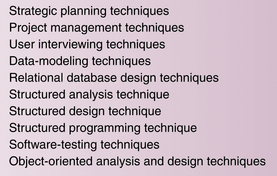 Strategic planning techniques
Project management techniques
User interviewing techniques
Data-modeling techniques
Relational database design techniques
Structured analysis technique
Structured design technique
Structured programming technique
Software-testing techniques
Object-oriented analysis and design techniques